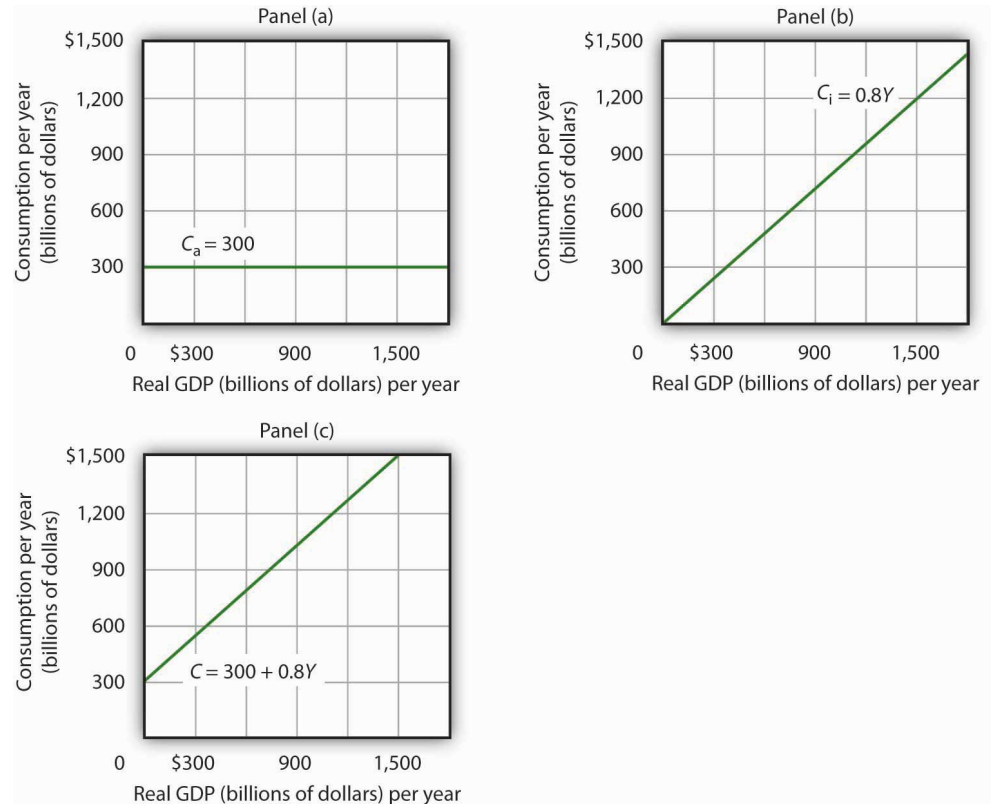 Panel (a)
Consumption per year
(billions of dollars)
$1,500
1,200
900
600
300
Cₐ = 300
0 $300 900 1,500
Real GDP (billions of dollars) per year
Panel (b)
Consumption per year
(billions of dollars)
$1,500
1,200
900
600
300
Cᵢ = 0.8Y
0 $300 900 1,500
Real GDP (billions of dollars) per year
Panel (c)
Consumption per year
(billions of dollars)
$1,500
1,200
900
600
300
C = 300 + 0.8Y
0 $300 900 1,500
Real GDP (billions of dollars) per year